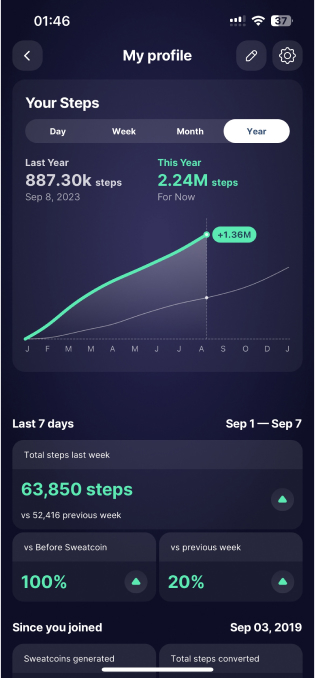 01:46
37
My profile
Your Steps
Day Week Month Year
Last Year This Year
887.30k steps 2.24M steps
Sep 8, 2023 For Now
+1.36M
J F M M A M J J A S O D J
Last 7 days Sep 1 — Sep 7
Total steps last week
63,850 steps
vs 52,416 previous week
vs Before Sweatcoin vs previous week
100% 20%
Since you joined Sep 03, 2019
Sweatcoins generated Total steps converted